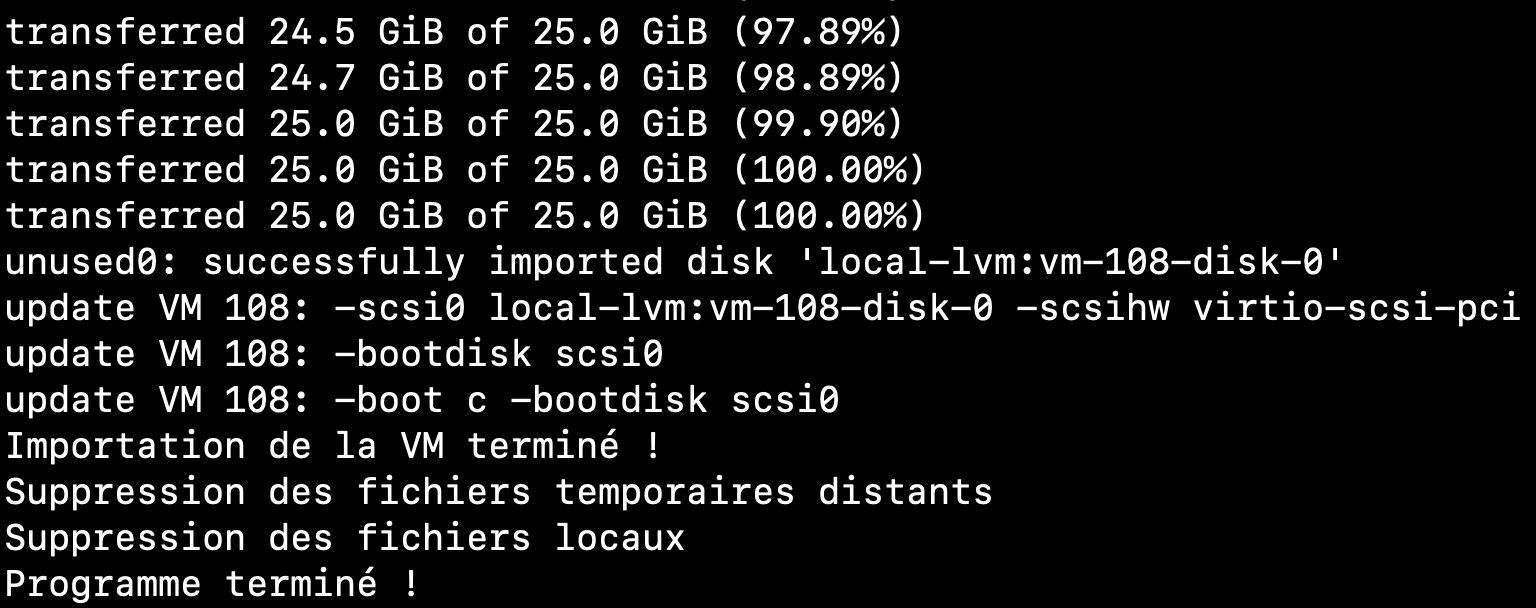 transferred 24.5 GiB of 25.0 GiB (97.89%)
transferred 24.7 GiB of 25.0 GiB (98.89%)
transferred 25.0 GiB of 25.0 GiB (99.90%)
transferred 25.0 GiB of 25.0 GiB (100.00%)
transferred 25.0 GiB of 25.0 GiB (100.00%)
unused0: successfully imported disk 'local-lvm:vm-108-disk-0'
update VM 108: -scsi0 local-lvm:vm-108-disk-0 -scsihw virtio-scsi-pci
update VM 108: -bootdisk scsi0
update VM 108: -boot c -bootdisk scsi0
Importation de la VM terminé !
Suppression des fichiers temporaires distants
Suppression des fichiers locaux
Programme terminé !